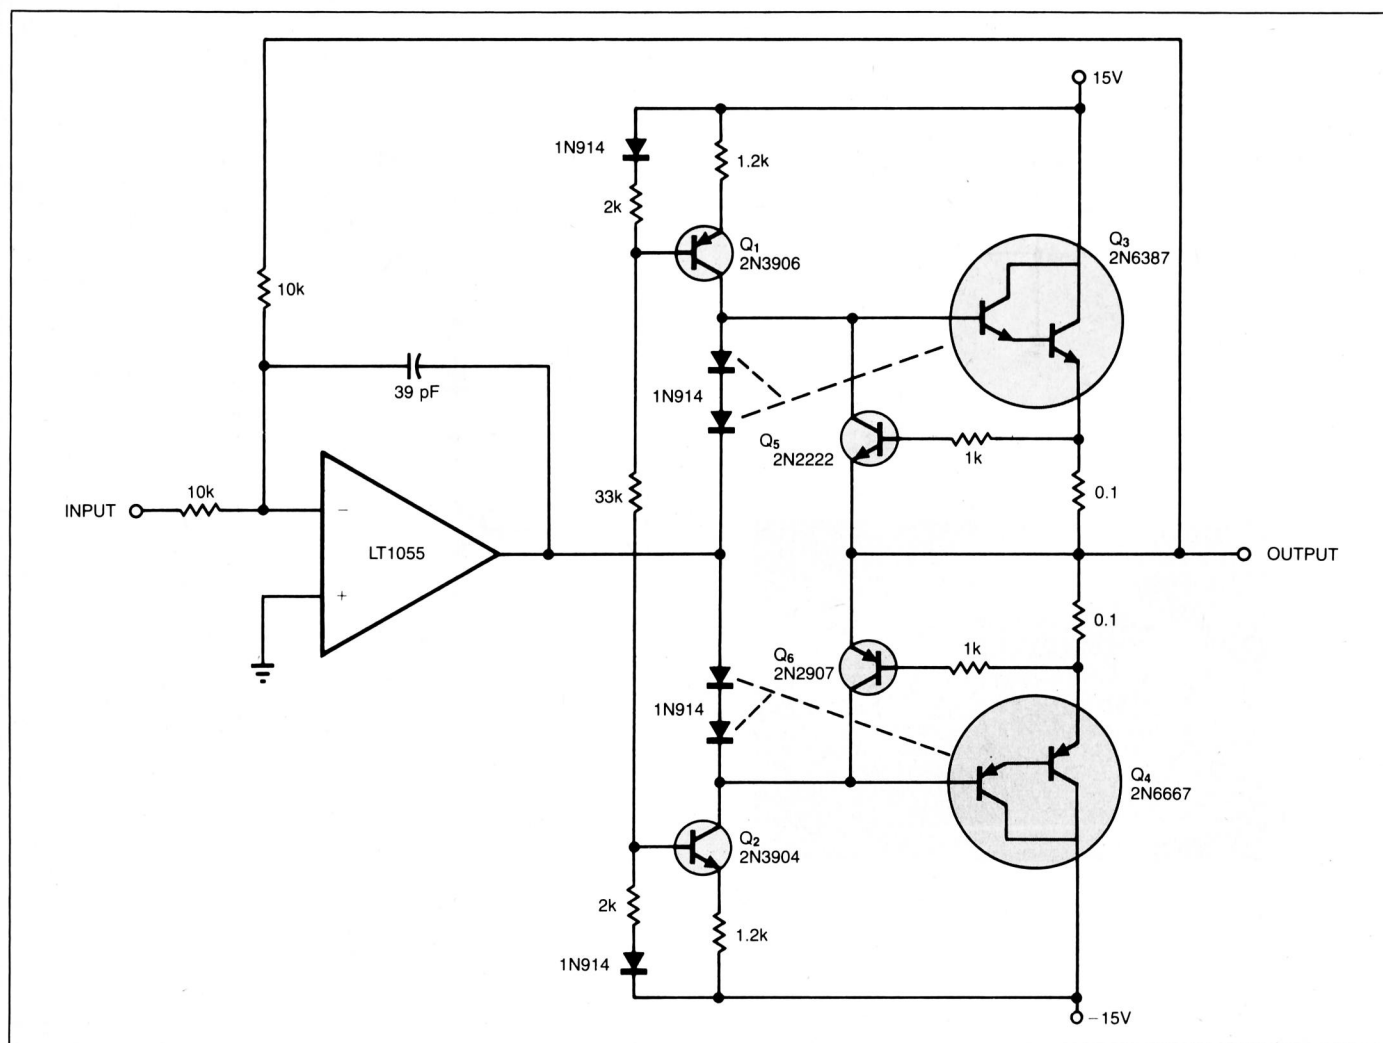 15V
1N914
1.2k
2k
Q1
2N3906
Q3
2N6387
10k
39 pF
1N914
Q5
2N2222
1k
0.1
INPUT
10k
33k
−
LT1055
+
OUTPUT
0.1
Q6
2N2907
1k
1N914
Q4
2N6667
Q2
2N3904
2k
1.2k
1N914
−15V